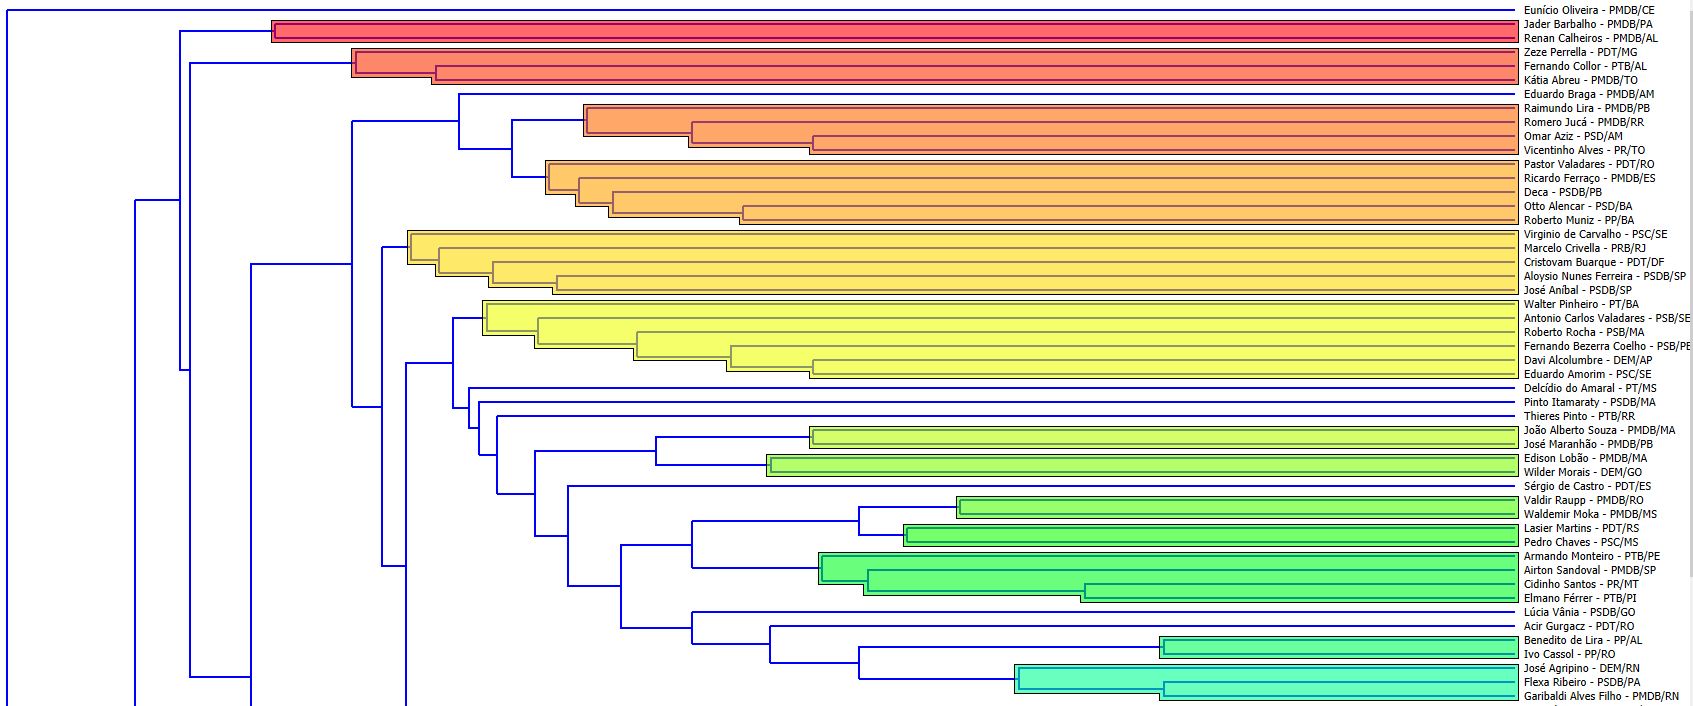 Eunício Oliveira - PMDB/CE
Jader Barbalho - PMDB/PA
Renan Calheiros - PMDB/AL
Zeze Perrella - PDT/MG
Fernando Collor - PTB/AL
Kátia Abreu - PMDB/TO
Eduardo Braga - PMDB/AM
Raimundo Lira - PMDB/PB
Romero Jucá - PMDB/RR
Omar Aziz - PSD/AM
Vicentinho Alves - PR/TO
Pastor Valadares - PDT/RO
Ricardo Ferraço - PMDB/ES
Deca - PSDB/PB
Otto Alencar - PSD/BA
Roberto Muniz - PP/BA
Virginio de Carvalho - PSC/SE
Marcelo Crivella - PRB/RJ
Cristovam Buarque - PDT/DF
Aloysio Nunes Ferreira - PSDB/SP
José Aníbal - PSDB/SP
Walter Pinheiro - PT/BA
Antonio Carlos Valadares - PSB/SE
Roberto Rocha - PSB/MA
Fernando Bezerra Coelho - PSB/PE
Davi Alcolumbre - DEM/AP
Eduardo Amorim - PSC/SE
Delcídio do Amaral - PT/MS
Pinto Itamaraty - PSDB/MA
Thieres Pinto - PTB/RR
João Alberto Souza - PMDB/MA
José Maranhão - PMDB/PB
Edison Lobão - PMDB/MA
Wilder Morais - DEM/GO
Sérgio de Castro - PDT/ES
Valdir Raupp - PMDB/RO
Waldemir Moka - PMDB/MS
Lasier Martins - PDT/RS
Pedro Chaves - PSC/MS
Armando Monteiro - PTB/PE
Airton Sandoval - PMDB/SP
Cidinho Santos - PR/MT
Elmano Férrer - PTB/PI
Lúcia Vânia - PSDB/GO
Acir Gurgacz - PDT/RO
Benedito de Lira - PP/AL
Ivo Cassol - PP/RO
José Agripino - DEM/RN
Flexa Ribeiro - PSDB/PA
Garibaldi Alves Filho - PMDB/RN